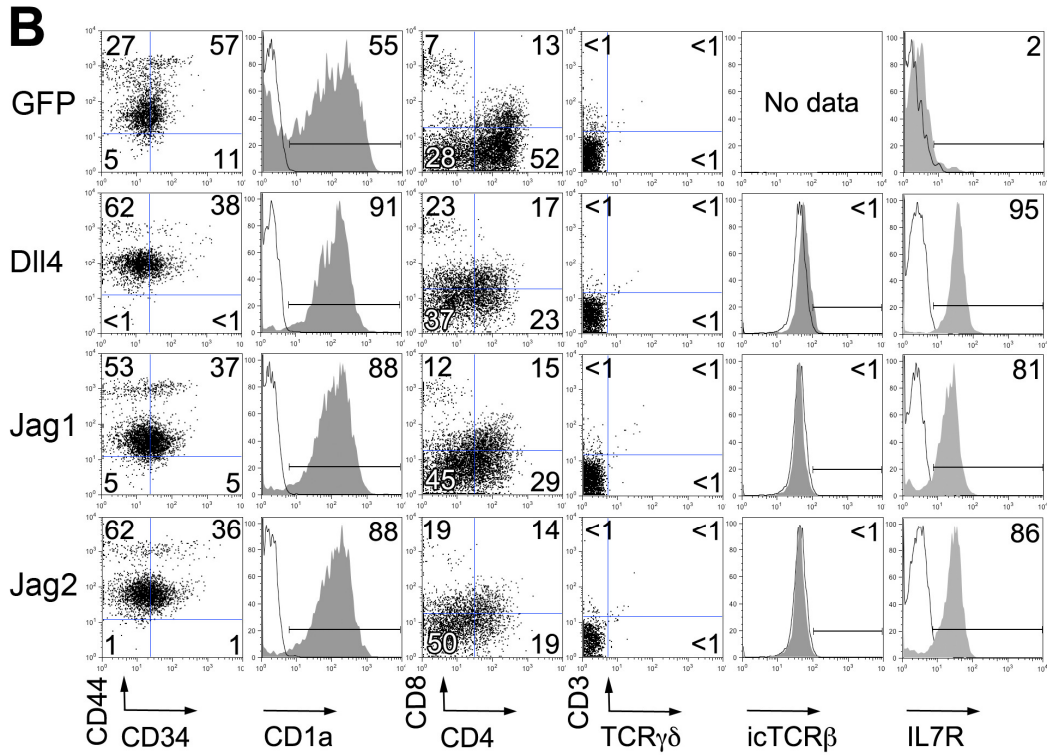 B
GFP
27 57
5 11
55
7 13
28 52
<1 <1
<1
No data
2
Dll4
62 38
<1 <1
91
23 17
37 23
<1 <1
<1
<1
95
Jag1
53 37
5 5
88
12 15
45 29
<1 <1
<1
<1
81
Jag2
62 36
1 1
88
19 14
50 19
<1 <1
<1
<1
86
CD44
CD34
CD1a
CD8
CD4
CD3
TCRγδ
icTCRβ
IL7R